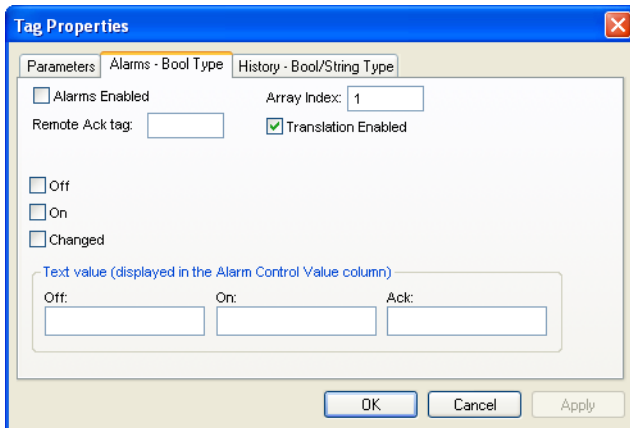 Tag Properties
Parameters Alarms - Bool Type History - Bool/String Type
Alarms Enabled Array Index: 1
Remote Ack tag: Translation Enabled
Off
On
Changed
Text value (displayed in the Alarm Control Value column)
Off: On: Ack:
OK Cancel Apply